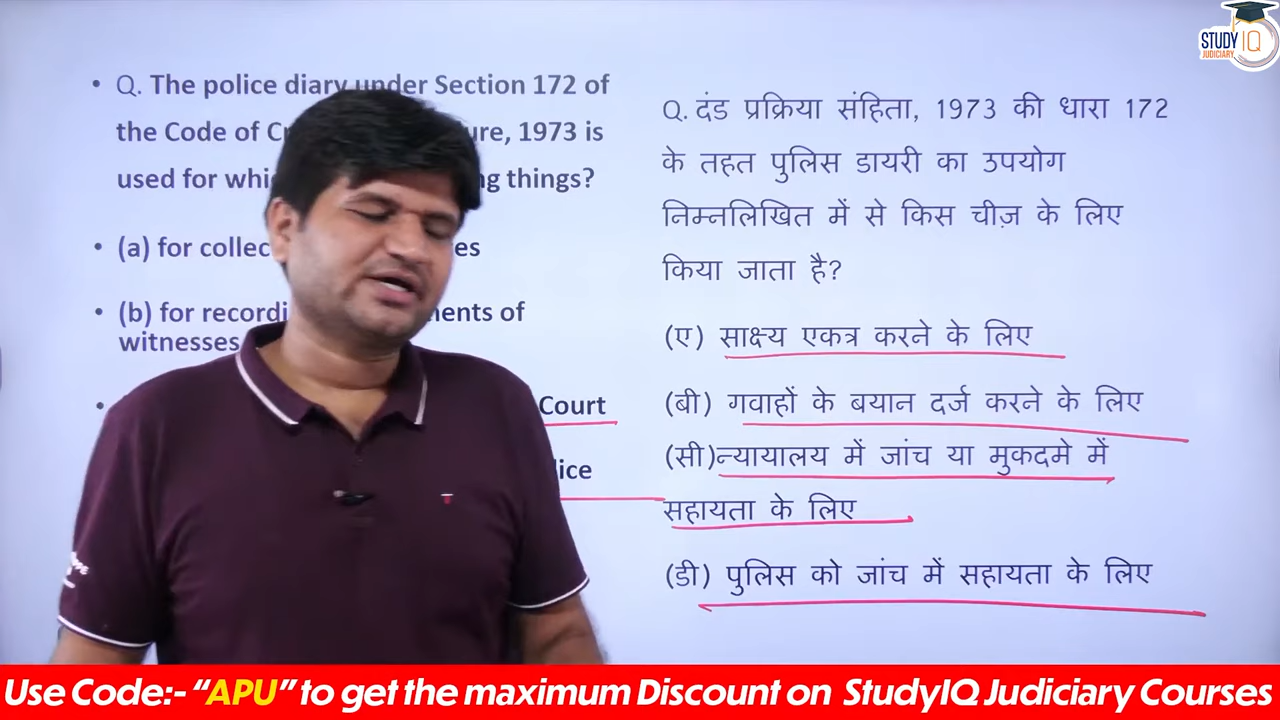 • Q. The police diary under Section 172 of
the Code of Cr ure, 1973 is
used for whi g things?
• (a) for collec es
• (b) for recordi ents of
witnesses
• Court
lice
Q. दंड प्रक्रिया संहिता, 1973 की धारा 172
के तहत पुलिस डायरी का उपयोग
निम्नलिखित में से किस चीज़ के लिए
किया जाता है?
(ए) साक्ष्य एकत्र करने के लिए
(बी) गवाहों के बयान दर्ज करने के लिए
(सी)न्यायालय में जांच या मुकदमे में
सहायता के लिए
(डी) पुलिस को जांच में सहायता के लिए
STUDY IQ
JUDICIARY
Use Code:- “APU” to get the maximum Discount on StudyIQ Judiciary Courses